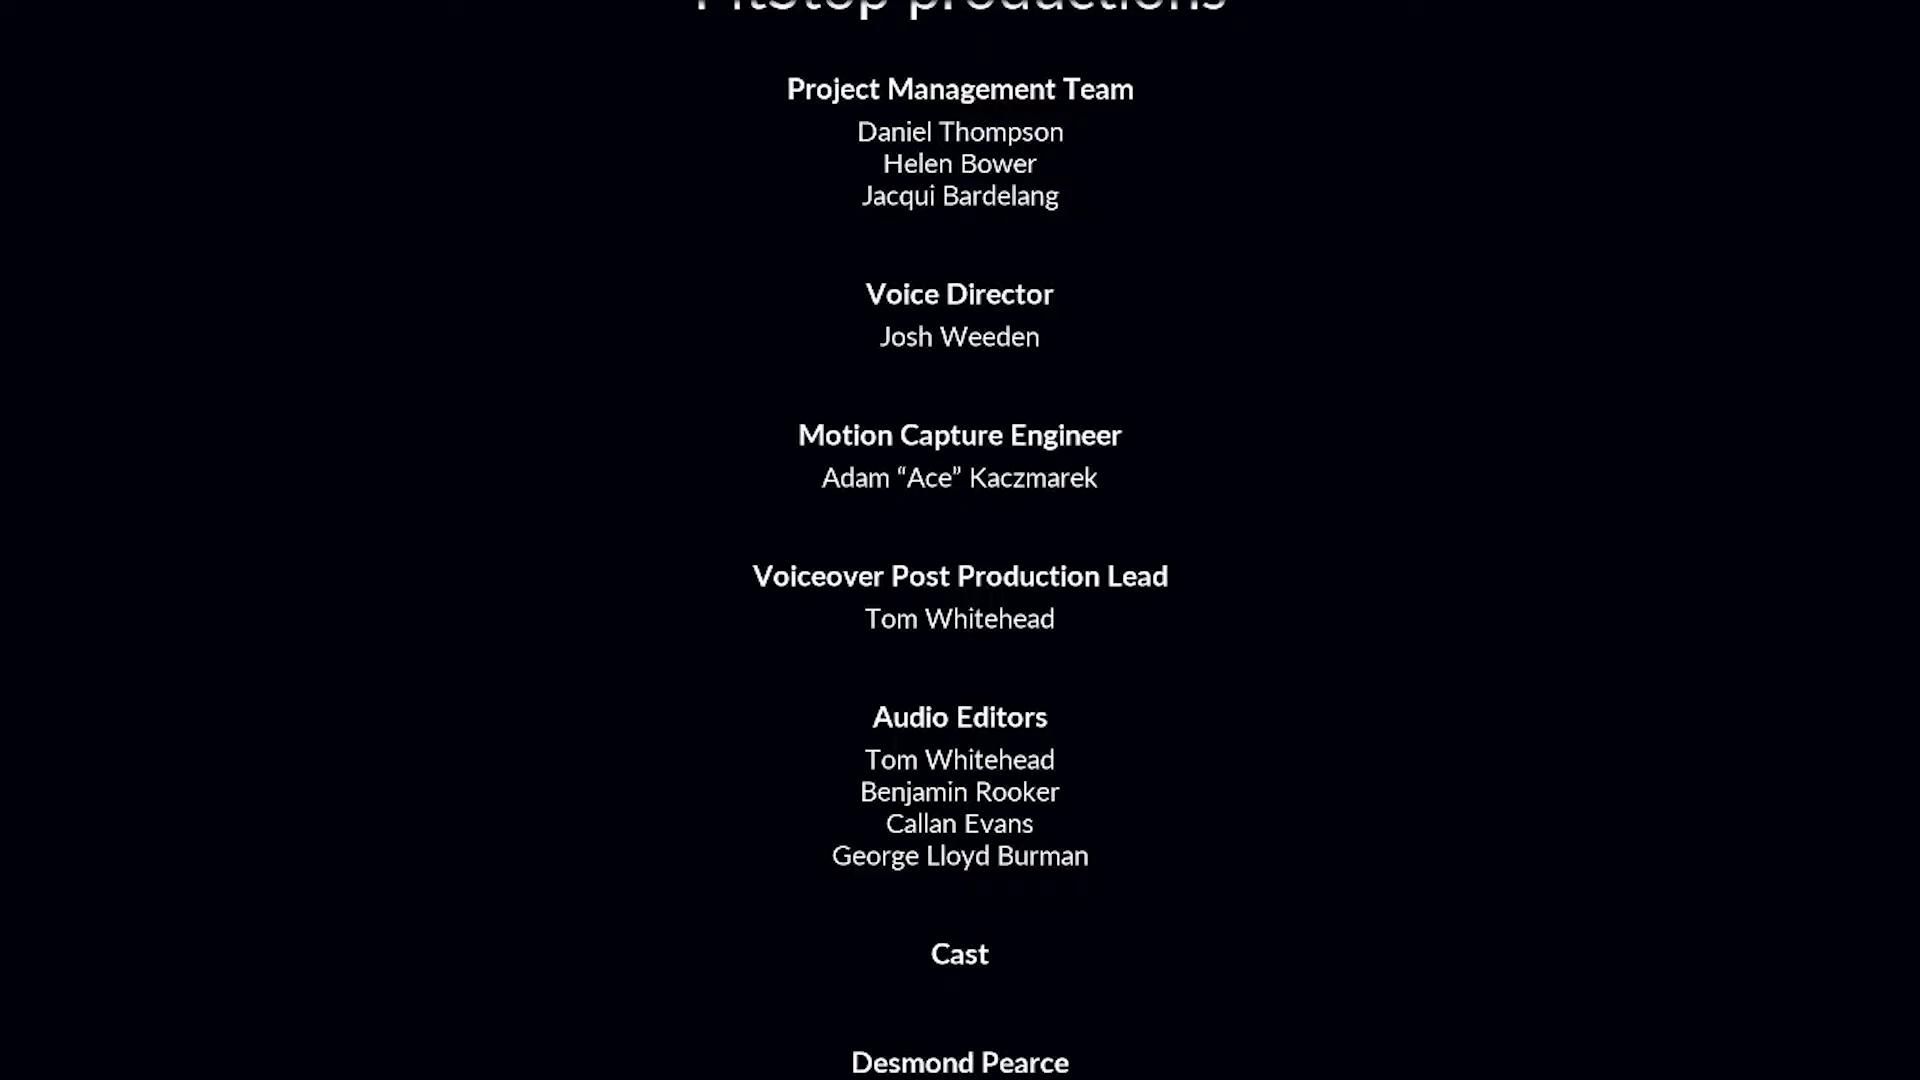 PitStop productions
Project Management Team
Daniel Thompson
Helen Bower
Jacqui Bardelang
Voice Director
Josh Weeden
Motion Capture Engineer
Adam “Ace” Kaczmarek
Voiceover Post Production Lead
Tom Whitehead
Audio Editors
Tom Whitehead
Benjamin Rooker
Callan Evans
George Lloyd Burman
Cast
Desmond Pearce